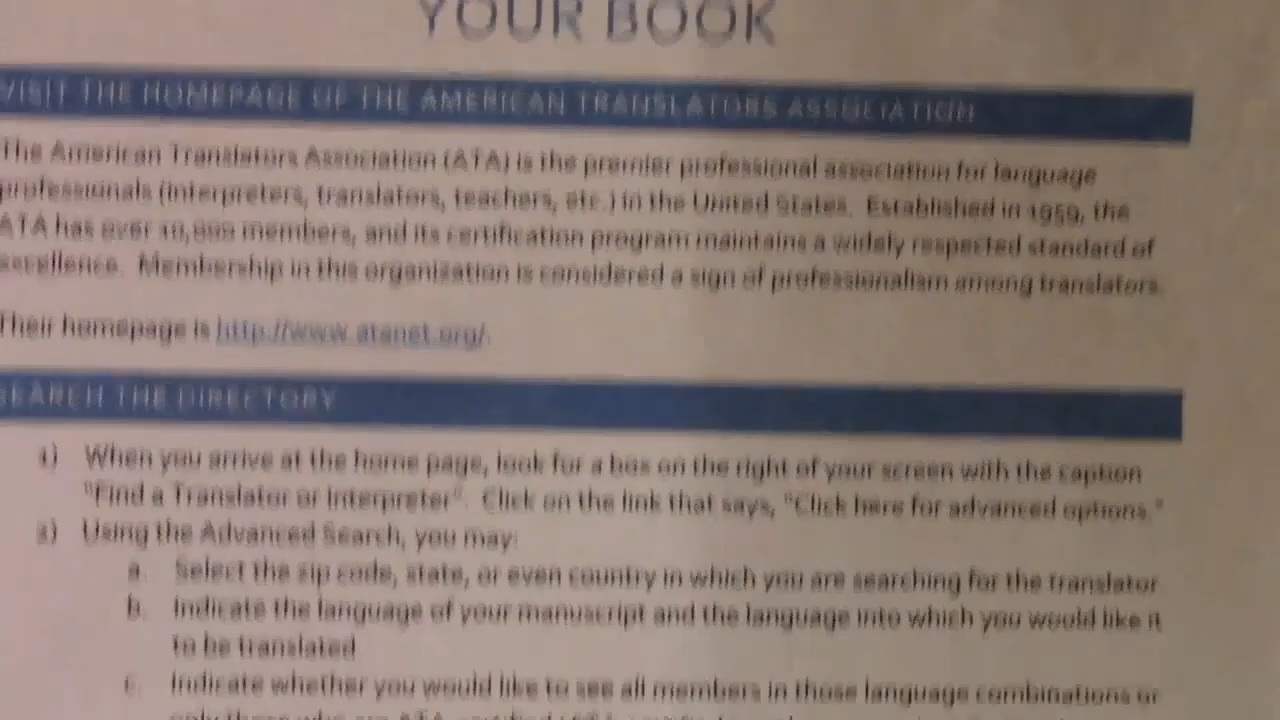 YOUR BOOK
VISIT THE HOMEPAGE OF THE AMERICAN TRANSLATORS ASSOCIATION
The American Translators Association (ATA) is the premier professional association for language
professionals (interpreters, translators, teachers, etc.) in the United States. Established in 1959, the
ATA has over 10,000 members, and its certification program maintains a widely respected standard of
excellence. Membership in this organization is considered a sign of professionalism among translators.
Their homepage is http://www.atanet.org/.
SEARCH THE DIRECTORY
1) When you arrive at the home page, look for a box on the right of your screen with the caption
"Find a Translator or Interpreter". Click on the link that says, "Click here for advanced options."
2) Using the Advanced Search, you may:
a. Select the zip code, state, or even country in which you are searching for the translator
b. Indicate the language of your manuscript and the language into which you would like it
to be translated
c. Indicate whether you would like to see all members in those language combinations or
only those who are ATA-certified